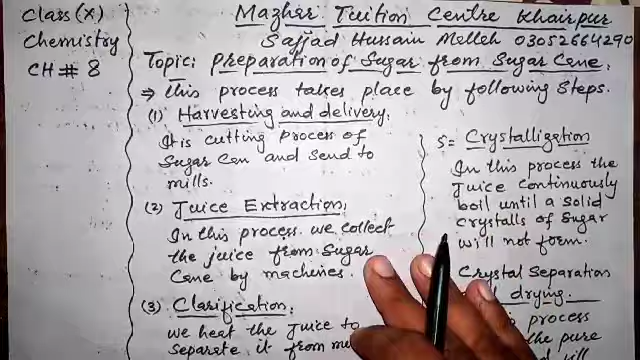 Class (X)
Chemistry
CH # 8
Mazher Tuition Centre Khairpur
Sajjad Hussain Melleh 03052664290
Topic: Preparation of Sugar from Sugar Cane.
⇒ This process takes place by following Steps.
(1) Harvesting and delivery.
It is cutting process of
Sugar Can and Send to
mills.
(2) Juice Extraction:
In this process we collect
the juice from Sugar
Cane by machines.
(3) Clarification:
we heat the Juice to
Separate it from
5= Crystallization
In this process the
Juice continuously
boil until a Solid
Crystalls of Sugar
will not form.
Crystal Separation
drying.
process
the pure